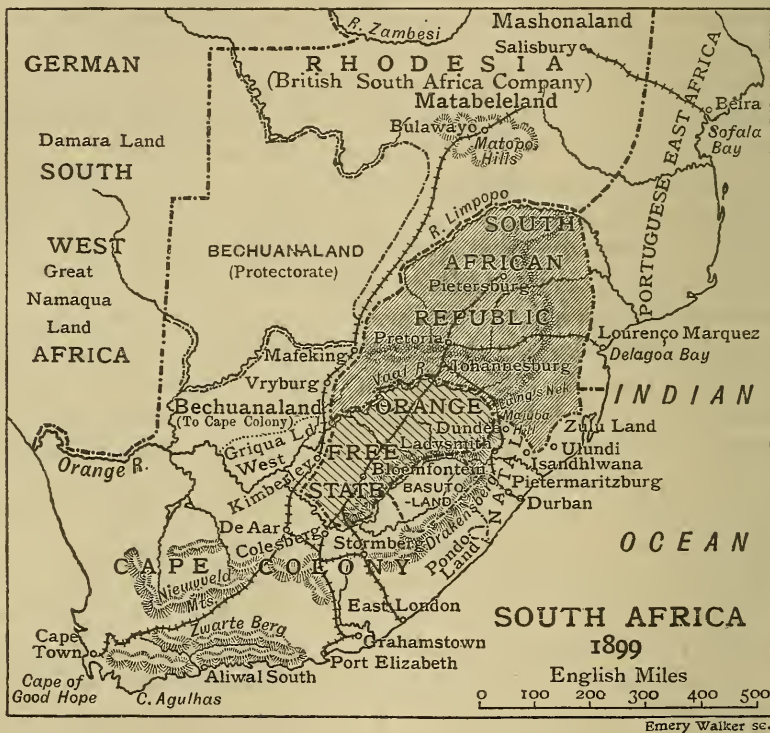 R. Zambesi
Mashonaland
Salisbury
GERMAN
RHODESIA
(British South Africa Company)
Matabeleland
Beira
Sofala
Bay
Bulawayo
Matopo
Hills
Damara Land
SOUTH
PORTUGUESE EAST AFRICA
R. Limpopo
SOUTH
AFRICAN
Pietersburg
REPUBLIC
WEST
Great
Namaqua
Land
AFRICA
BECHUANALAND
(Protectorate)
Pretoria
Lourenço Marquez
Delagoa Bay
Mafeking
Johannesburg
Vaal R.
Vryburg
INDIAN
Bechuanaland
(To Cape Colony)
ORANGE
Majuba
Hill
Dundee
Zulu Land
Griqua Ld.
West
FREE
Ladysmith
Ulundi
Orange R.
Bloemfontein
Isandhlwana
Kimberley
STATE
BASUTO
-LAND
NATAL
Pietermaritzburg
Durban
Drakensberg
De Aar
Colesberg
Stormberg
Pondo
Land
OCEAN
CAPE COLONY
Nieuwveld
Mts.
East London
SOUTH AFRICA
1899
Zwarte Berg
Cape
Town
Grahamstown
Port Elizabeth
English Miles
Aliwal South
Cape of
Good Hope
C. Agulhas
0 100 200 300 400 500
Emery Walker sc.